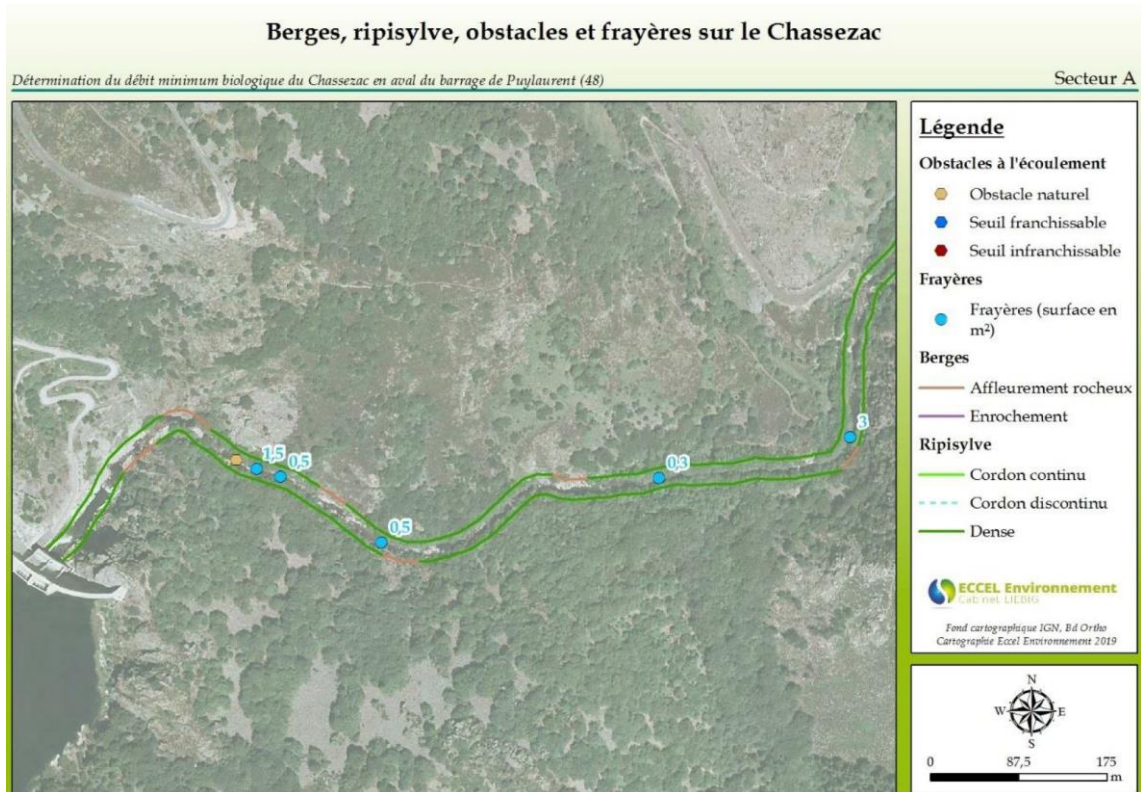 Berges, ripisylve, obstacles et frayères sur le Chassezac
Détermination du débit minimum biologique du Chassezac en aval du barrage de Puylaurent (48)
Secteur A
1,5
0,5
0,5
0,3
3
Légende
Obstacles à l'écoulement
Obstacle naturel
Seuil franchissable
Seuil infranchissable
Frayères
Frayères (surface en
m²)
Berges
Affleurement rocheux
Enrochement
Ripisylve
Cordon continu
Cordon discontinu
Dense
ECCEL Environnement
Cabinet LIEBIG
Fond cartographique IGN, Bd Ortho
Cartographie Eccel Environnement 2019
N
W
E
S
0
87,5
175
m